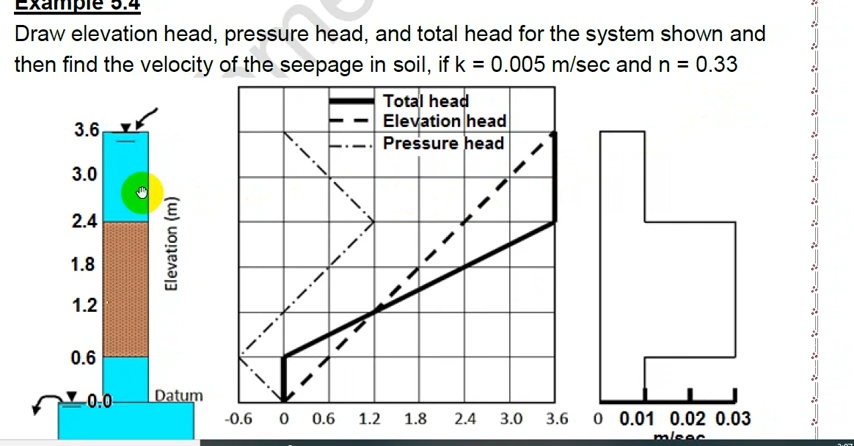 Example 5.4
Draw elevation head, pressure head, and total head for the system shown and
then find the velocity of the seepage in soil, if k = 0.005 m/sec and n = 0.33
Total head
Elevation head
Pressure head
3.6
3.0
2.4
1.8
1.2
0.6
0.0
Elevation (m)
Datum
-0.6 0 0.6 1.2 1.8 2.4 3.0 3.6
0 0.01 0.02 0.03
m/sec